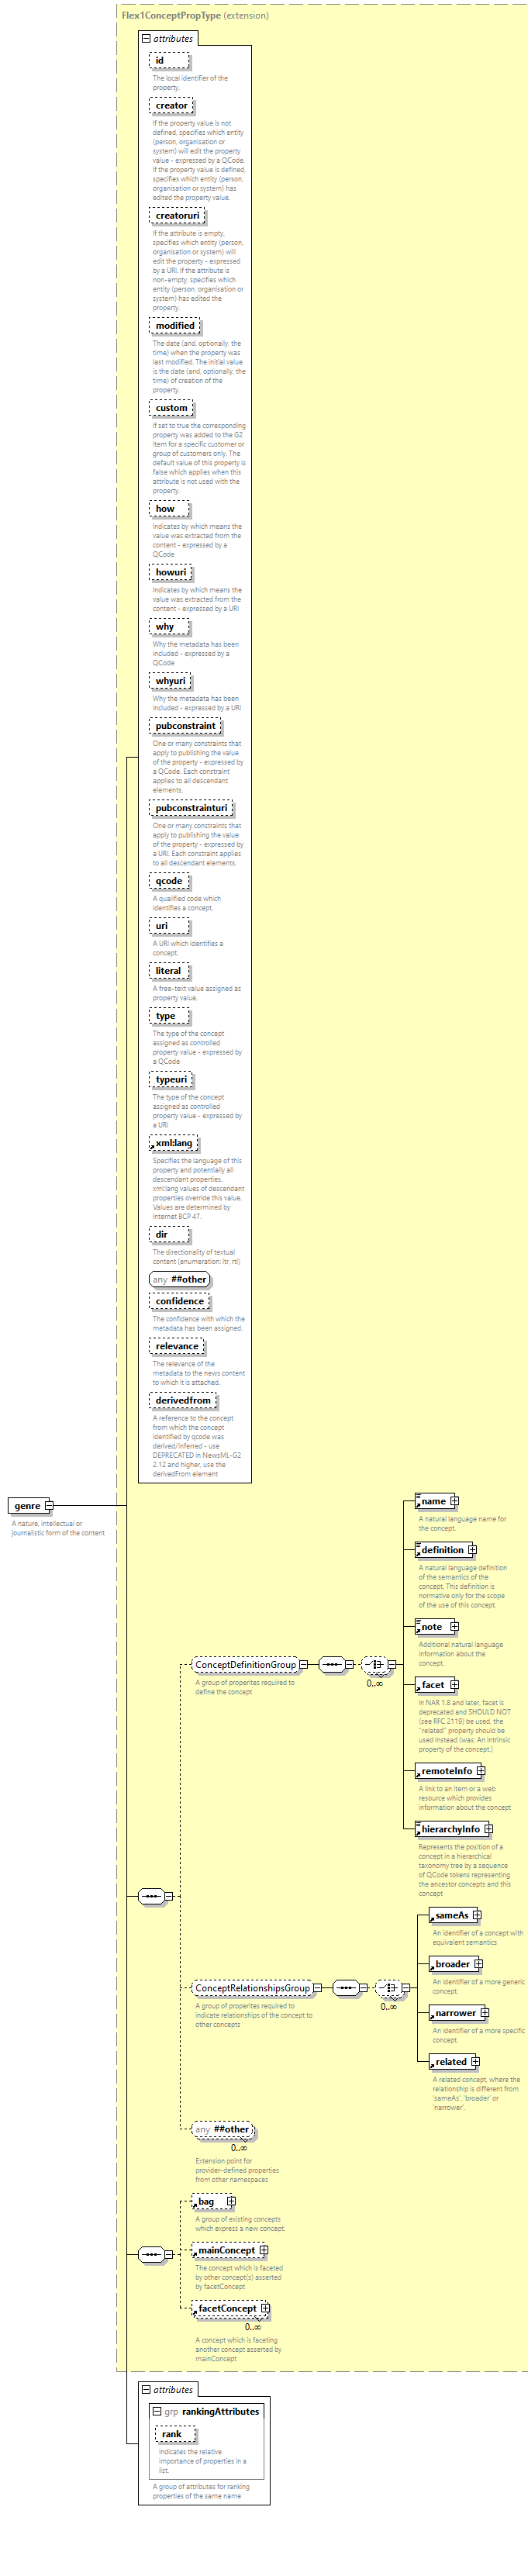 Flex1ConceptPropType (extension)
attributes
id
The local identifier of the
property.
creator
If the property value is not
defined, specifies which entity
(person, organisation or
system) will edit the property
value - expressed by a QCode.
If the property value is defined,
specifies which entity (person,
organisation or system) has
edited the property value.
creatoruri
If the attribute is empty,
specifies which entity (person,
organisation or system) will
edit the property - expressed
by a URI. If the attribute is
non-empty, specifies which
entity (person, organisation or
system) has edited the
property.
modified
The date (and, optionally, the
time) when the property was
last modified. The initial value
is the date (and, optionally, the
time) of creation of the
property.
custom
If set to true the corresponding
property was added to the G2
Item for a specific customer or
group of customers only. The
default value of this property is
false which applies when this
attribute is not used with the
property.
how
Indicates by which means the
value was extracted from the
content - expressed by a
QCode
howuri
Indicates by which means the
value was extracted from the
content - expressed by a URI
why
Why the metadata has been
included - expressed by a
QCode
whyuri
Why the metadata has been
included - expressed by a URI
pubconstraint
One or many constraints that
apply to publishing the value
of the property - expressed by
a QCode. Each constraint
applies to all descendant
elements.
pubconstrainturi
One or many constraints that
apply to publishing the value
of the property - expressed by
a URI. Each constraint applies
to all descendant elements.
qcode
A qualified code which
identifies a concept.
uri
A URI which identifies a
concept.
literal
A free-text value assigned as
property value.
type
The type of the concept
assigned as controlled
property value - expressed by
a QCode
typeuri
The type of the concept
assigned as controlled
property value - expressed by
a URI
xml:lang
Specifies the language of this
property and potentially all
descendant properties.
xml:lang values of descendant
properties override this value.
Values are determined by
Internet BCP 47.
dir
The directionality of textual
content (enumeration: ltr, rtl)
any ##other
confidence
The confidence with which the
metadata has been assigned.
relevance
The relevance of the
metadata to the news content
to which it is attached.
derivedfrom
A reference to the concept
from which the concept
identified by qcode was
derived/inferred - use
DEPRECATED in NewsML-G2
2.12 and higher, use the
derivedFrom element
genre
A nature, intellectual or
journalistic form of the content
name
A natural language name for
the concept.
definition
A natural language definition
of the semantics of the
concept. This definition is
normative only for the scope
of the use of this concept.
note
Additional natural language
information about the
concept.
ConceptDefinitionGroup
0..∞
A group of properites required to
define the concept
facet
In NAR 1.8 and later, facet is
deprecated and SHOULD NOT
(see RFC 2119) be used, the
"related" property should be
used instead (was: An intrinsic
property of the concept.)
remoteInfo
A link to an item or a web
resource which provides
information about the concept
hierarchyInfo
Represents the position of a
concept in a hierarchical
taxonomy tree by a sequence
of QCode tokens representing
the ancestor concepts and this
concept
sameAs
An identifier of a concept with
equivalent semantics
broader
An identifier of a more generic
concept.
ConceptRelationshipsGroup
0..∞
A group of properites required to
indicate relationships of the concept to
other concepts
narrower
An identifier of a more specific
concept.
related
A related concept, where the
relationship is different from
'sameAs', 'broader' or
'narrower'.
any ##other
0..∞
Extension point for
provider-defined properties
from other namespaces
bag
A group of existing concepts
which express a new concept.
mainConcept
The concept which is faceted
by other concept(s) asserted
by facetConcept
facetConcept
0..∞
A concept which is faceting
another concept asserted by
mainConcept
attributes
grp rankingAttributes
rank
Indicates the relative
importance of properties in a
list.
A group of attributes for ranking
properties of the same name